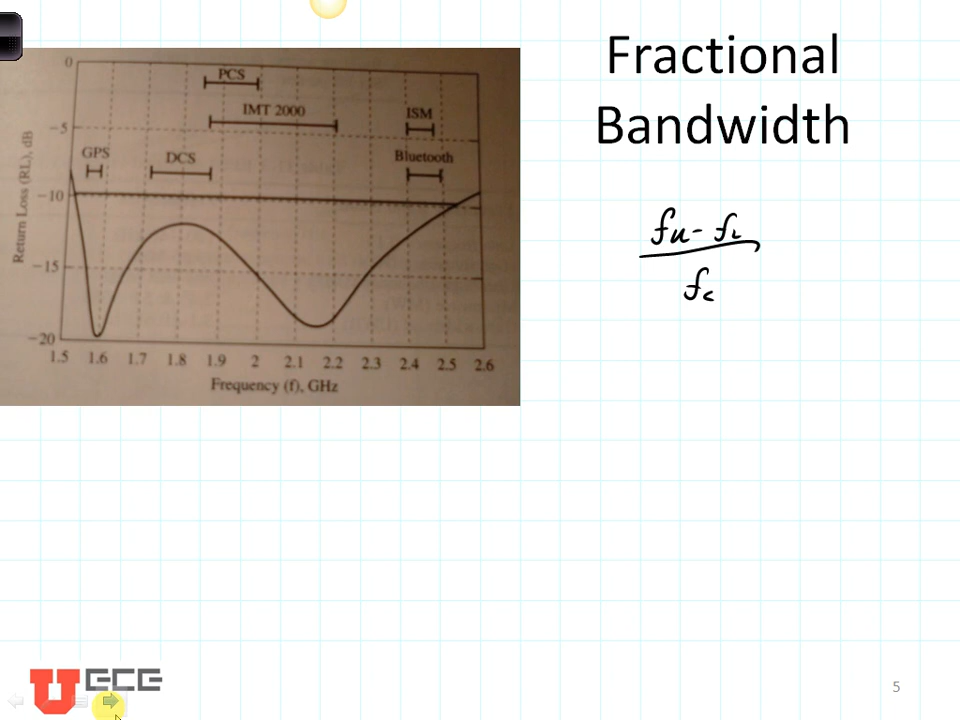 Fractional
Bandwidth
0
PCS
IMT 2000
ISM
-5
GPS
DCS
Bluetooth
-10
-15
-20
Return Loss (RL), dB
1.5 1.6 1.7 1.8 1.9 2 2.1 2.2 2.3 2.4 2.5 2.6
Frequency (f), GHz
fu - fL
fc
U ECE
5